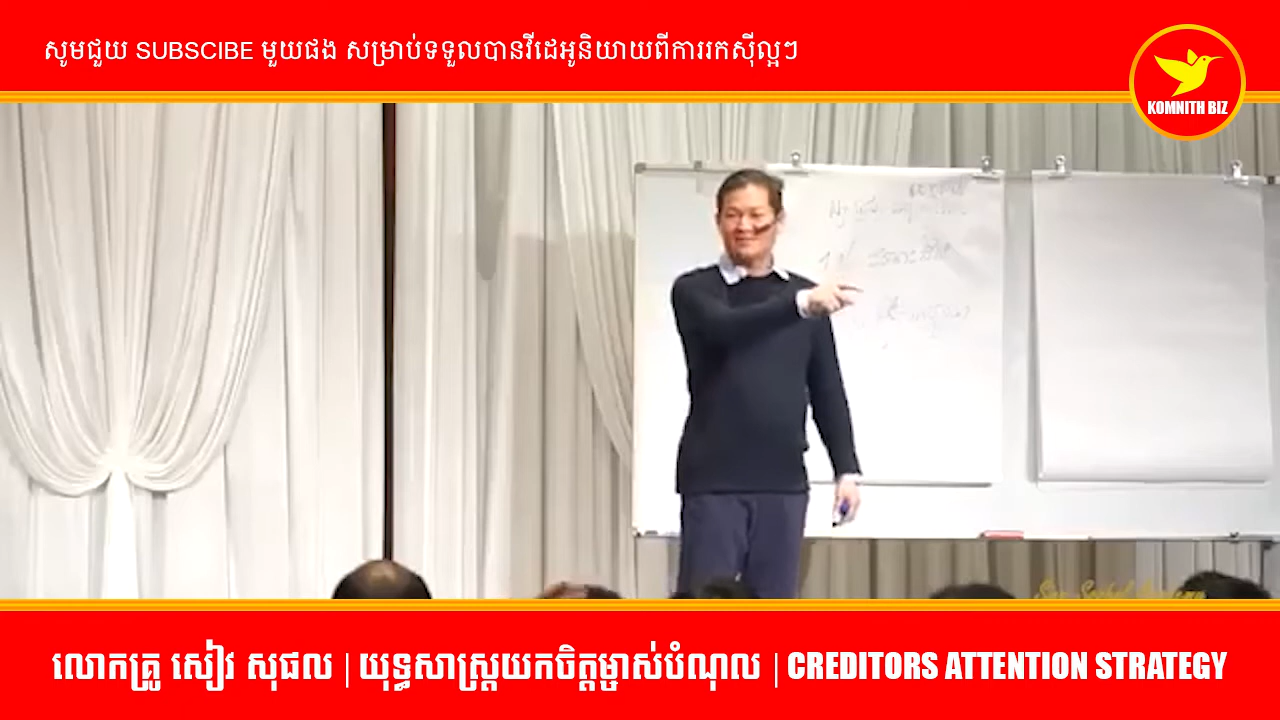 សូមជួយ SUBSCIBE មួយផង សម្រាប់ទទួលបានវីដេអូនិយាយពីការរកស៊ីល្អៗ
KOMNITH BIZ
លោកគ្រូ សៀវ សុផល | យុទ្ធសាស្ត្រយកចិត្តម្ចាស់បំណុល | CREDITORS ATTENTION STRATEGY